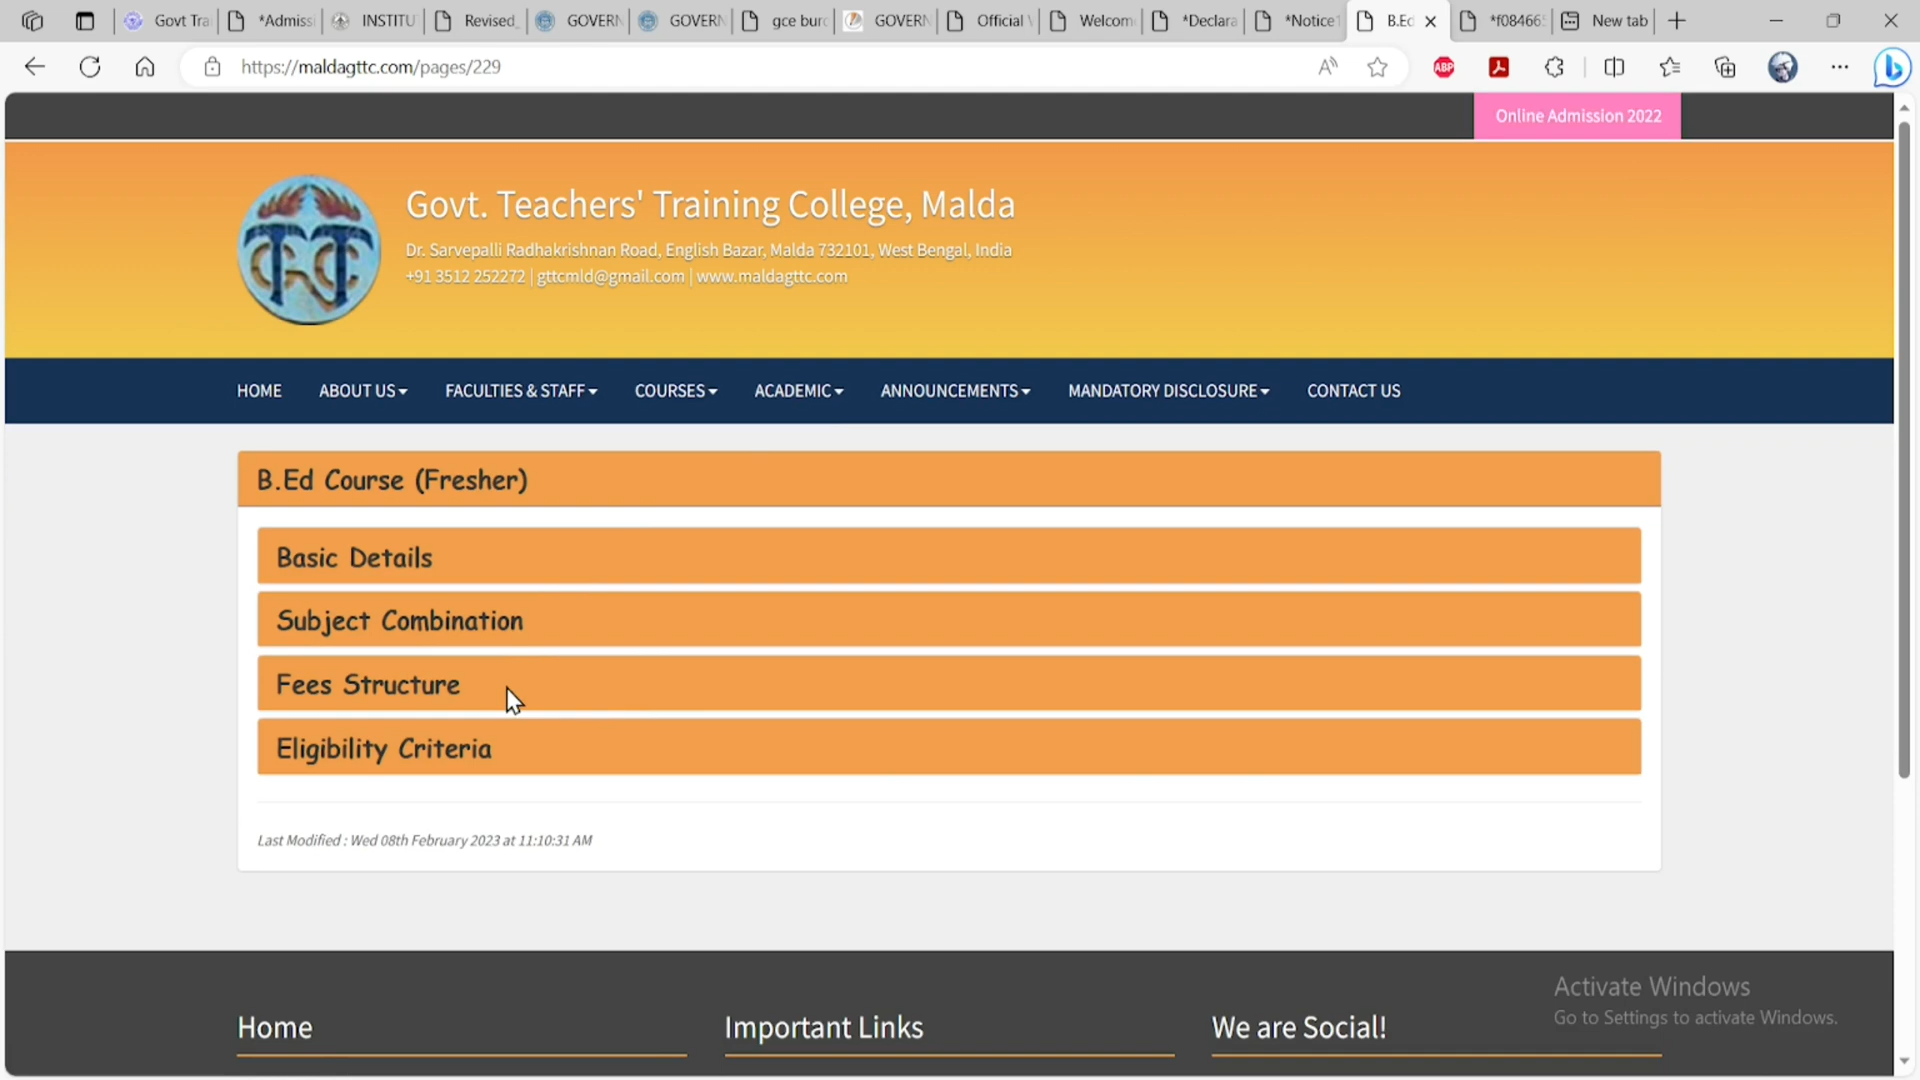 Govt Trai
*Admissi
INSTITU
Revised_
GOVERN
GOVERN
gce burd
GOVERN
Official
Welcom
*Declara
*Notice
B.Ed
*f08466
New tab
https://maldagttc.com/pages/229
ABP
Online Admission 2022
Govt. Teachers' Training College, Malda
Dr. Sarvepalli Radhakrishnan Road, English Bazar, Malda 732101, West Bengal, India
+91 3512 252272 | gttcmld@gmail.com | www.maldagttc.com
HOME ABOUT US FACULTIES & STAFF COURSES ACADEMIC ANNOUNCEMENTS MANDATORY DISCLOSURE CONTACT US
B.Ed Course (Fresher)
Basic Details
Subject Combination
Fees Structure
Eligibility Criteria
Last Modified : Wed 08th February 2023 at 11:10:31 AM
Activate Windows
Go to Settings to activate Windows.
Home Important Links We are Social!